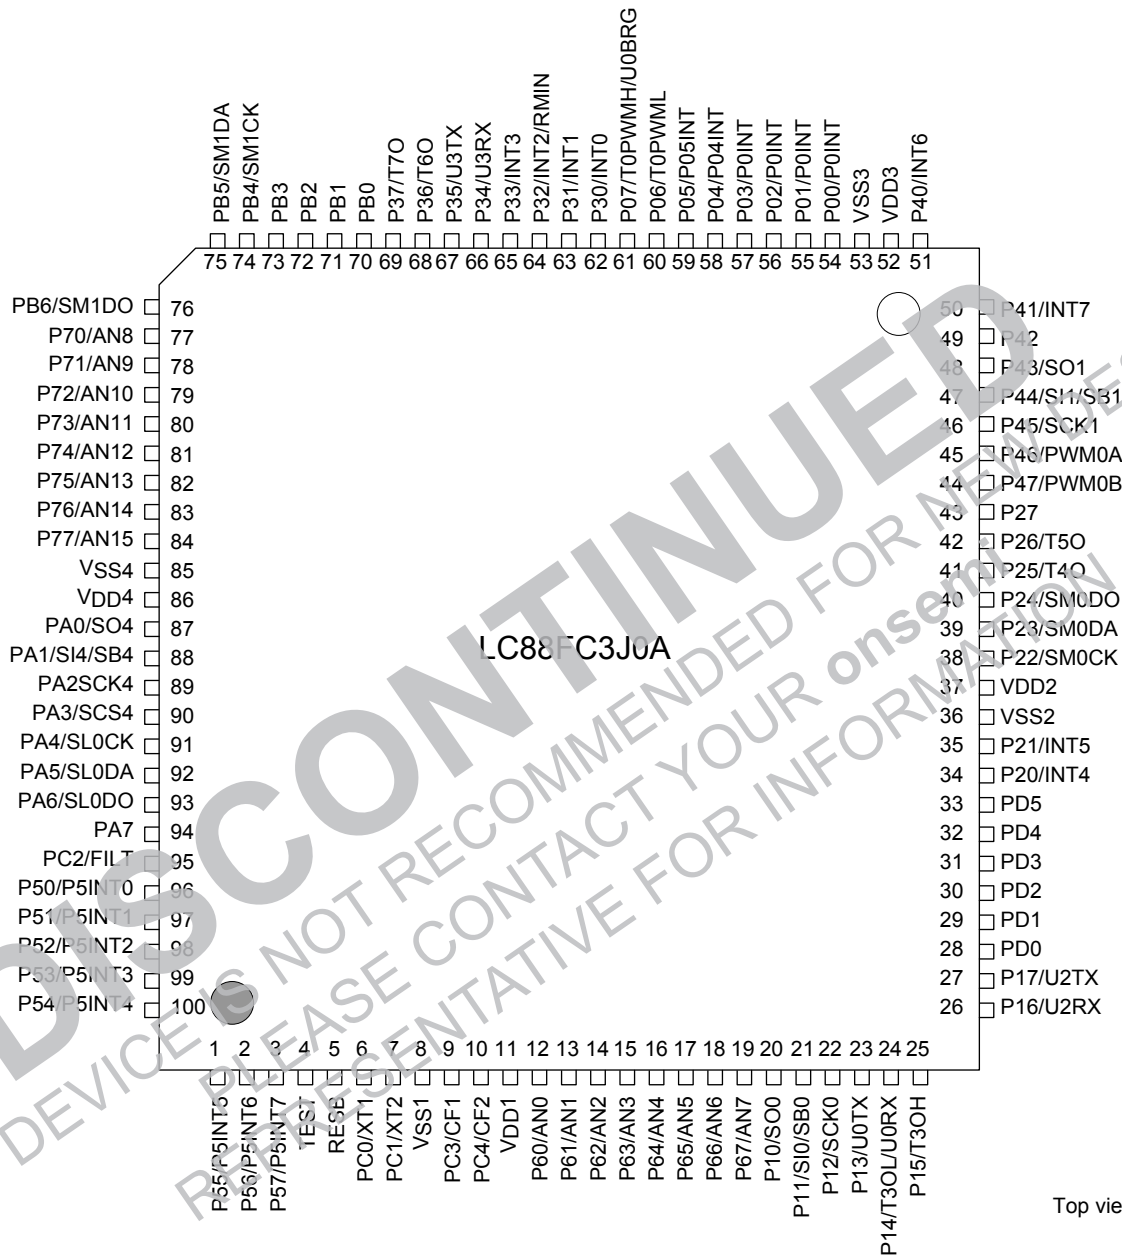 PB5/SM1DA
PB4/SM1CK
PB3
PB2
PB1
PB0
P37/T7O
P36/T6O
P35/U3TX
P34/U3RX
P33/INT3
P32/INT2/RMIN
P31/INT1
P30/INT0
P07/T0PWMH/U0BRG
P06/T0PWML
P05/P05INT
P04/P04INT
P03/P0INT
P02/P0INT
P01/P0INT
P00/P0INT
VSS3
VDD3
P40/INT6
75 74 73 72 71 70 69 68 67 66 65 64 63 62 61 60 59 58 57 56 55 54 53 52 51
PB6/SM1DO 76
P70/AN8 77
P71/AN9 78
P72/AN10 79
P73/AN11 80
P74/AN12 81
P75/AN13 82
P76/AN14 83
P77/AN15 84
VSS4 85
VDD4 86
PA0/SO4 87
PA1/SI4/SB4 88
PA2SCK4 89
PA3/SCS4 90
PA4/SL0CK 91
PA5/SL0DA 92
PA6/SL0DO 93
PA7 94
PC2/FILT 95
P50/P5INT0 96
P51/P5INT1 97
P52/P5INT2 98
P53/P5INT3 99
P54/P5INT4 100
LC88FC3J0A
50 P41/INT7
49 P42
48 P43/SO1
47 P44/SI1/SB1
46 P45/SCK1
45 P46/PWM0A
44 P47/PWM0B
43 P27
42 P26/T5O
41 P25/T4O
40 P24/SM0DO
39 P23/SM0DA
38 P22/SM0CK
37 VDD2
36 VSS2
35 P21/INT5
34 P20/INT4
33 PD5
32 PD4
31 PD3
30 PD2
29 PD1
28 PD0
27 P17/U2TX
26 P16/U2RX
1 2 3 4 5 6 7 8 9 10 11 12 13 14 15 16 17 18 19 20 21 22 23 24 25
P55/P5INT5
P56/P5INT6
P57/P5INT7
TEST
RESB
PC0/XT1
PC1/XT2
VSS1
PC3/CF1
PC4/CF2
VDD1
P60/AN0
P61/AN1
P62/AN2
P63/AN3
P64/AN4
P65/AN5
P66/AN6
P67/AN7
P10/SO0
P11/SI0/SB0
P12/SCK0
P13/U0TX
P14/T3OL/U0RX
P15/T3OH
Top vie
DISCONTINUED
DEVICE IS NOT RECOMMENDED FOR NEW DES
PLEASE CONTACT YOUR onsemi
REPRESENTATIVE FOR INFORMATION